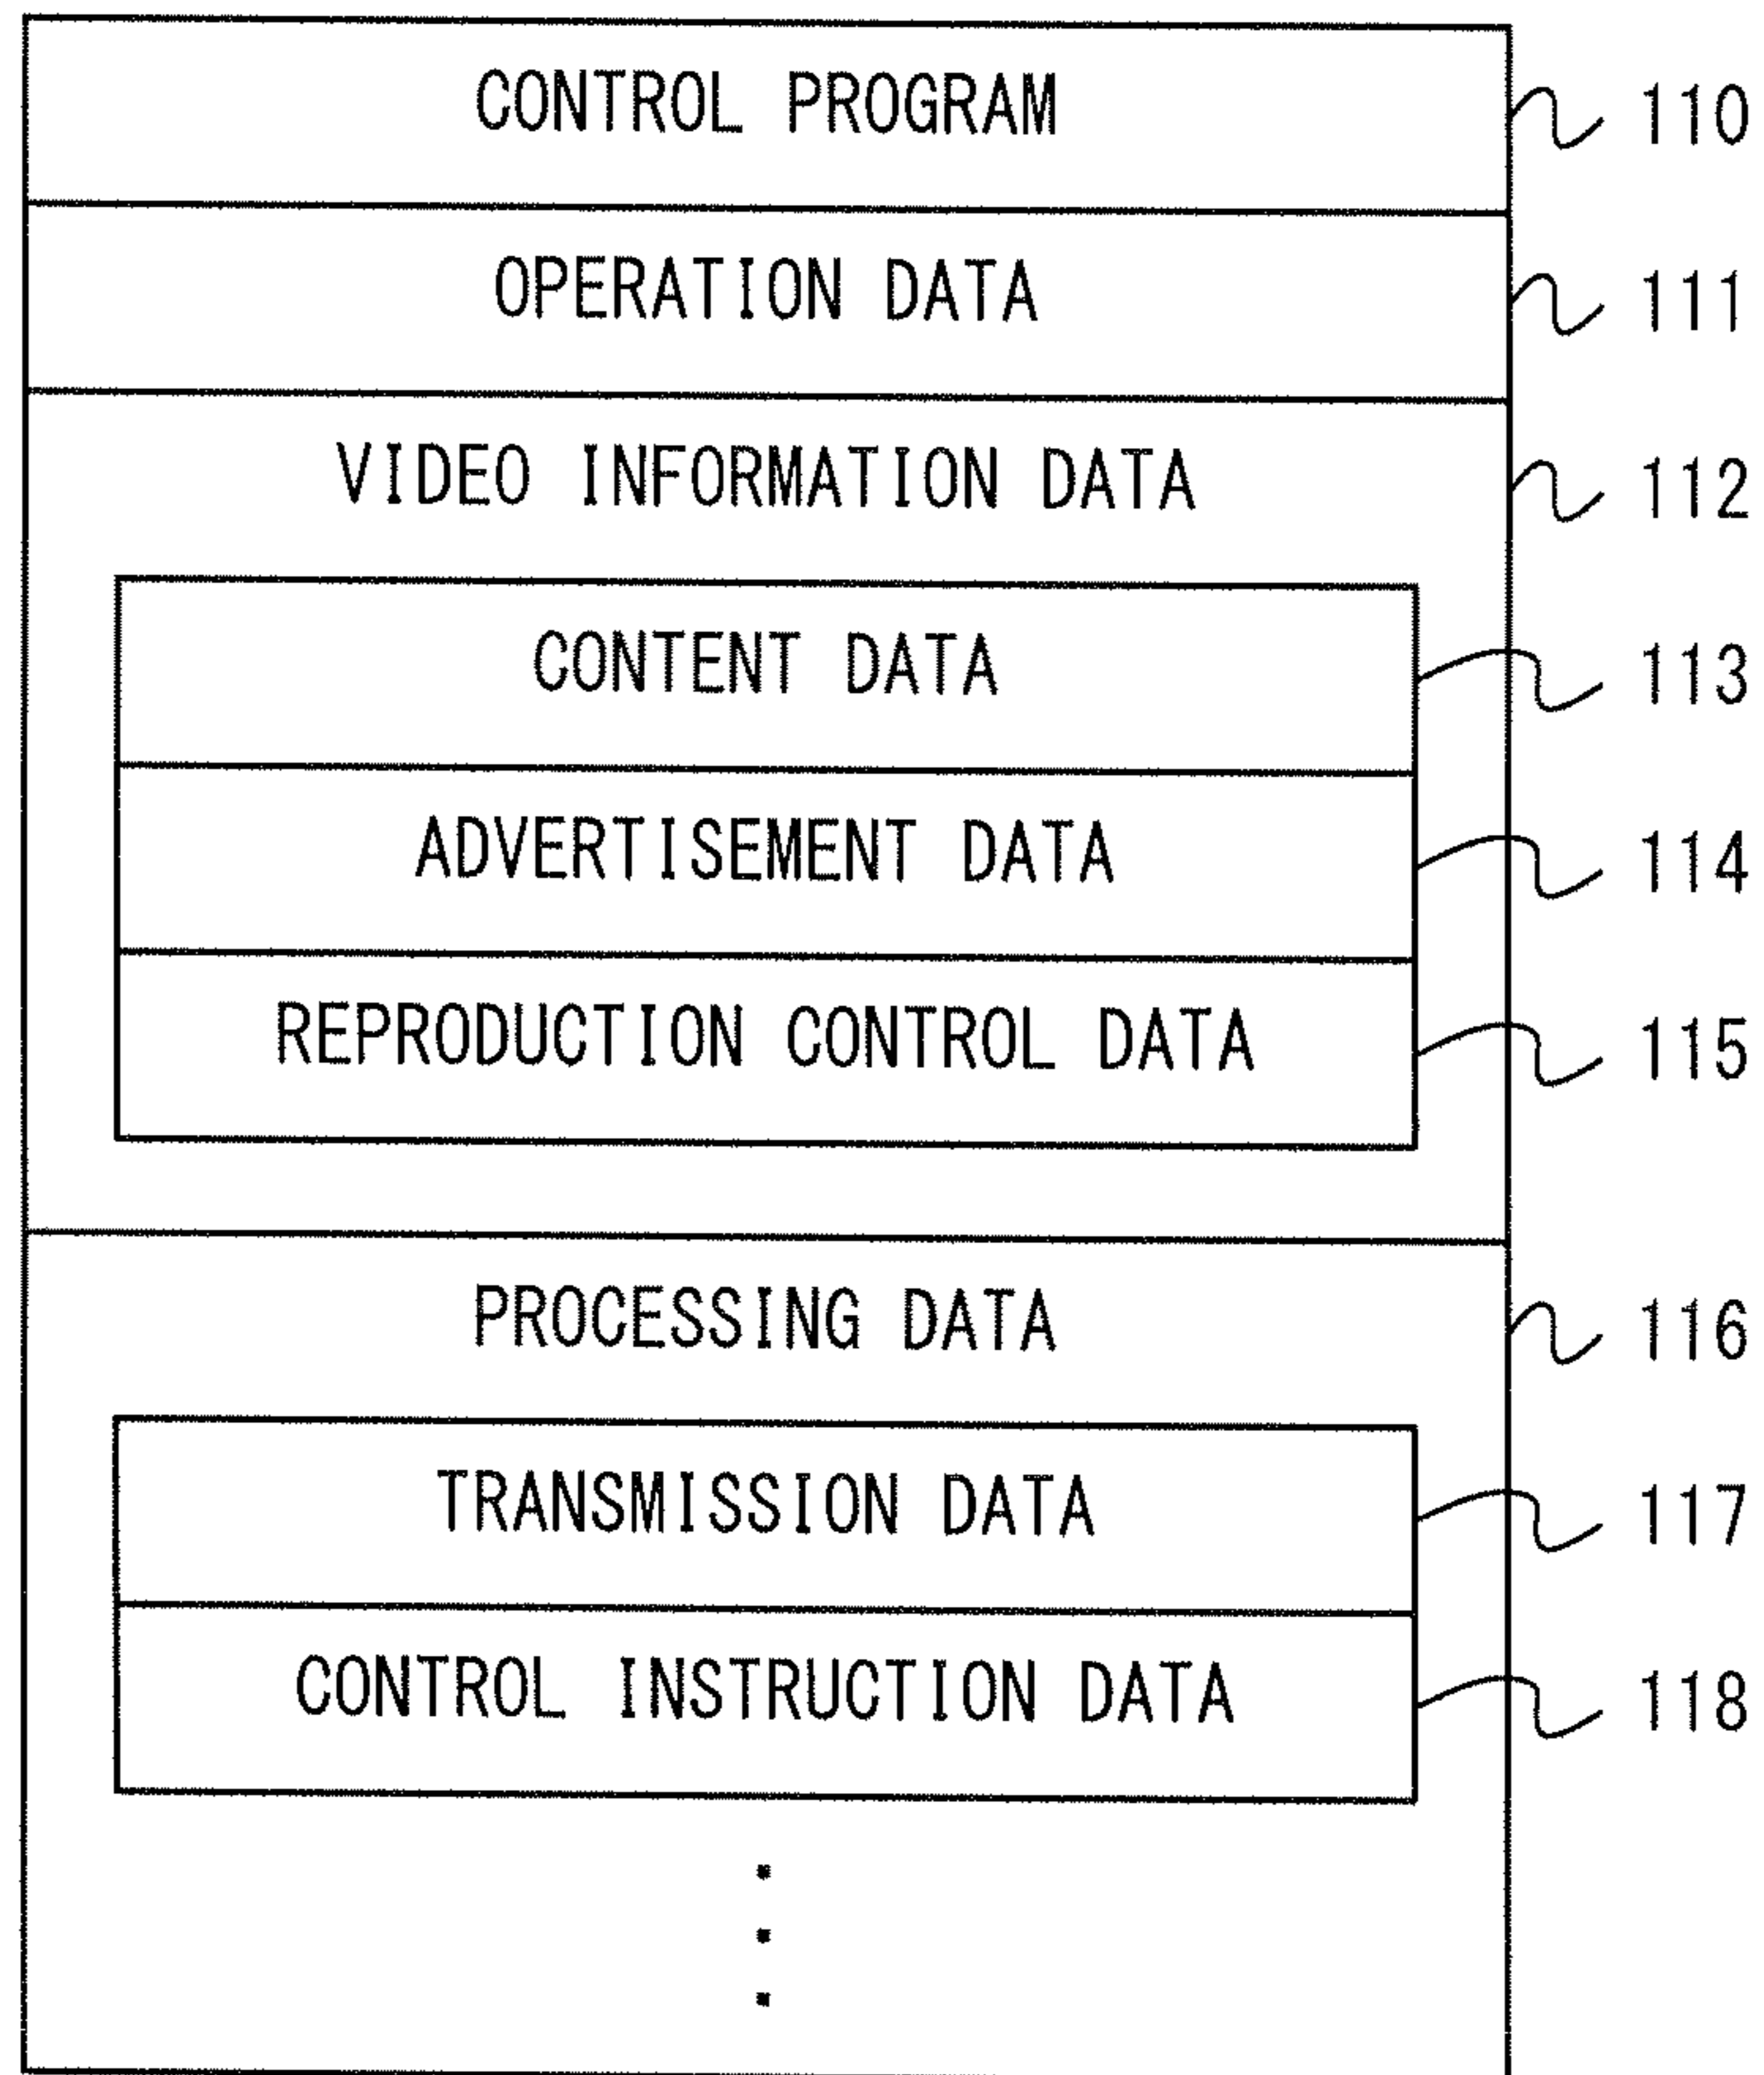 CONTROL PROGRAM 110
OPERATION DATA 111
VIDEO INFORMATION DATA 112
CONTENT DATA 113
ADVERTISEMENT DATA 114
REPRODUCTION CONTROL DATA 115
PROCESSING DATA 116
TRANSMISSION DATA 117
CONTROL INSTRUCTION DATA 118